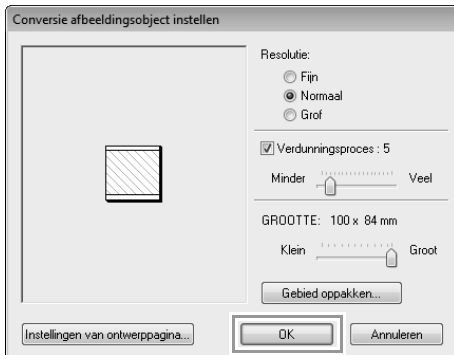 Conversie afbeeldingsobject instellen
Resolutie:
Fijn
Normaal
Grof
Verdunningsproces : 5
Minder Veel
GROOTTE: 100 x 84 mm
Klein Groot
Gebied oppakken...
Instellingen van ontwerppagina... OK Annuleren